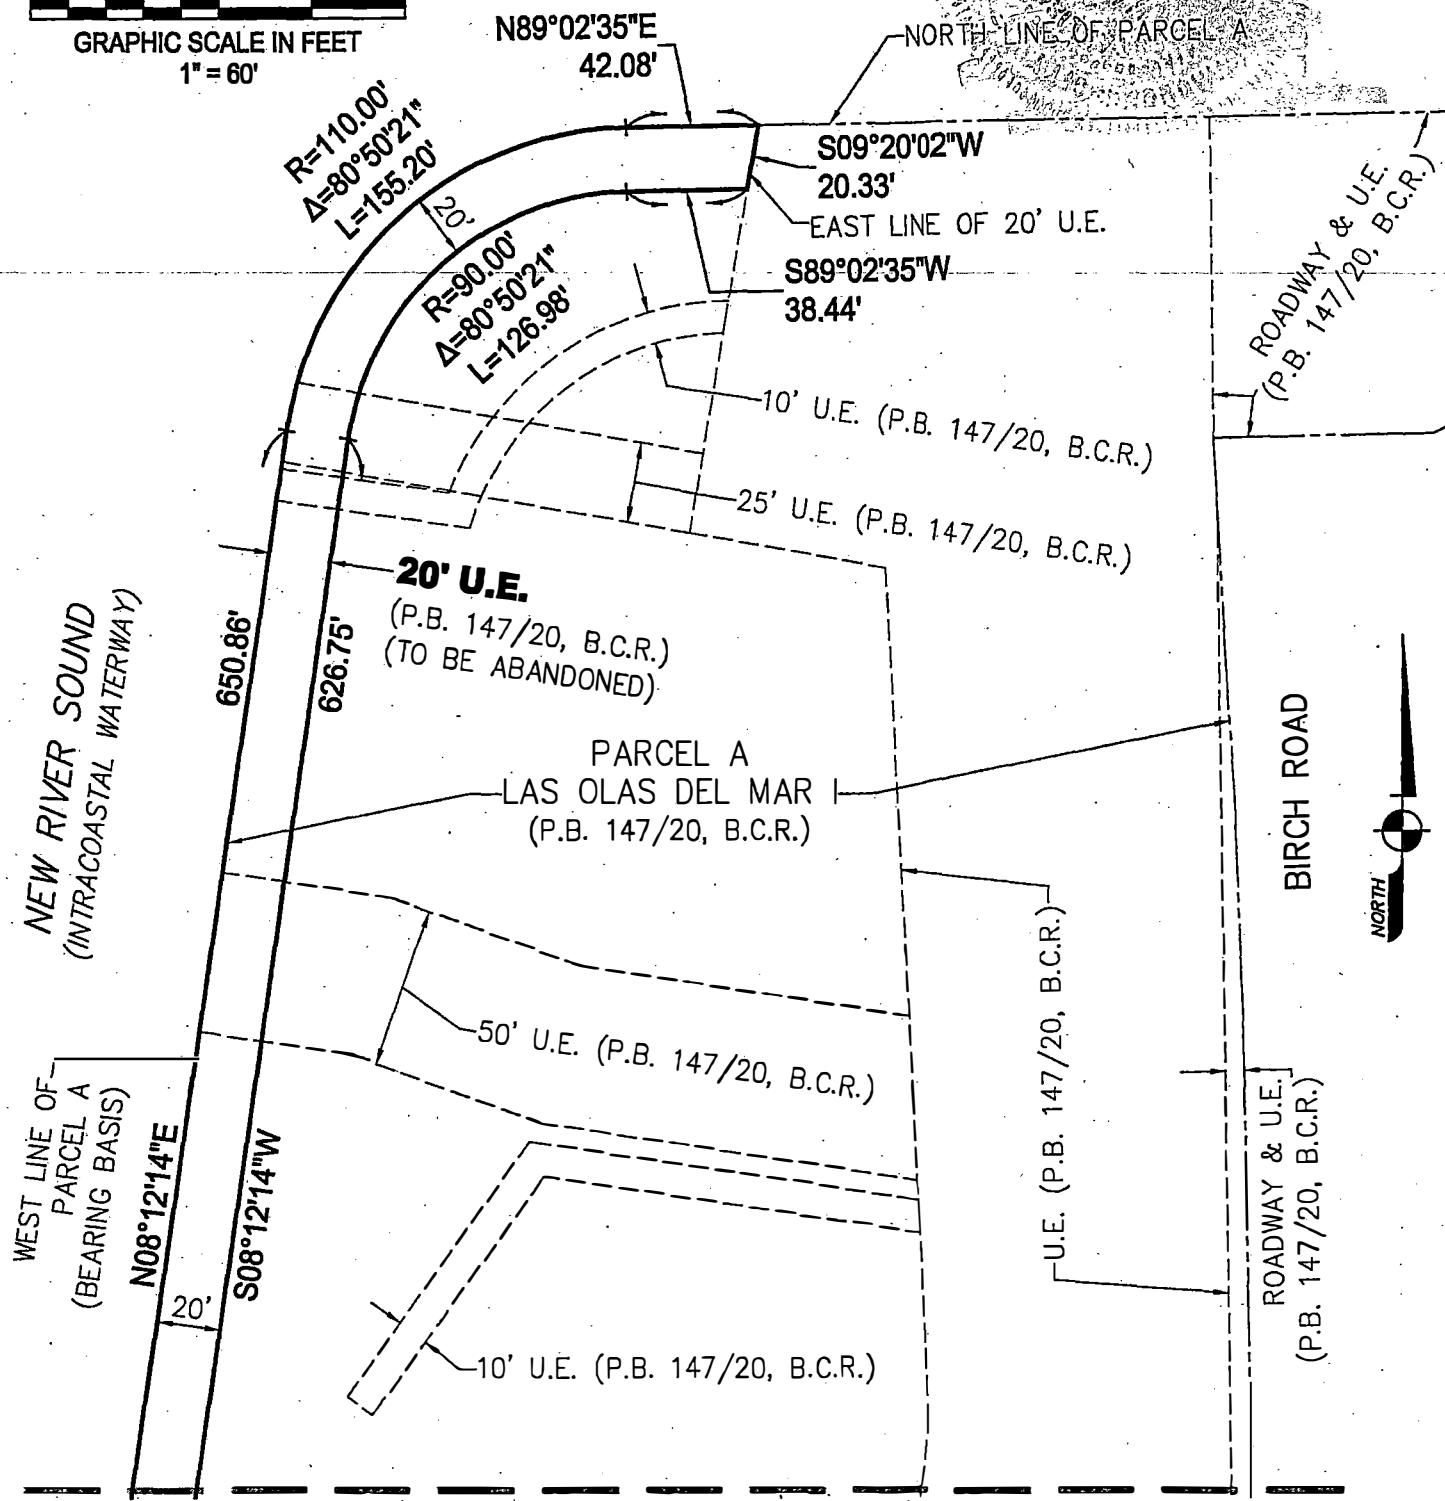 GRAPHIC SCALE IN FEET
1" = 60'
N89°02'35"E
42.08'
NORTH LINE OF PARCEL A
R=110.00'
Δ=80°50'21"
L=155.20'
20'
S09°20'02"W
20.33'
EAST LINE OF 20' U.E.
ROADWAY & U.E.
(P.B. 147/20, B.C.R.)
R=90.00'
Δ=80°50'21"
L=126.98'
S89°02'35"W
38.44'
10' U.E. (P.B. 147/20, B.C.R.)
25' U.E. (P.B. 147/20, B.C.R.)
20' U.E.
(P.B. 147/20, B.C.R.)
(TO BE ABANDONED)
650.86'
626.75'
NEW RIVER SOUND
(INTRACOASTAL WATERWAY)
PARCEL A
LAS OLAS DEL MAR I
(P.B. 147/20, B.C.R.)
BIRCH ROAD
NORTH
U.E. (P.B. 147/20, B.C.R.)
50' U.E. (P.B. 147/20, B.C.R.)
WEST LINE OF
PARCEL A
(BEARING BASIS)
N08°12'14"E
S08°12'14"W
20'
ROADWAY & U.E.
(P.B. 147/20, B.C.R.)
10' U.E. (P.B. 147/20, B.C.R.)